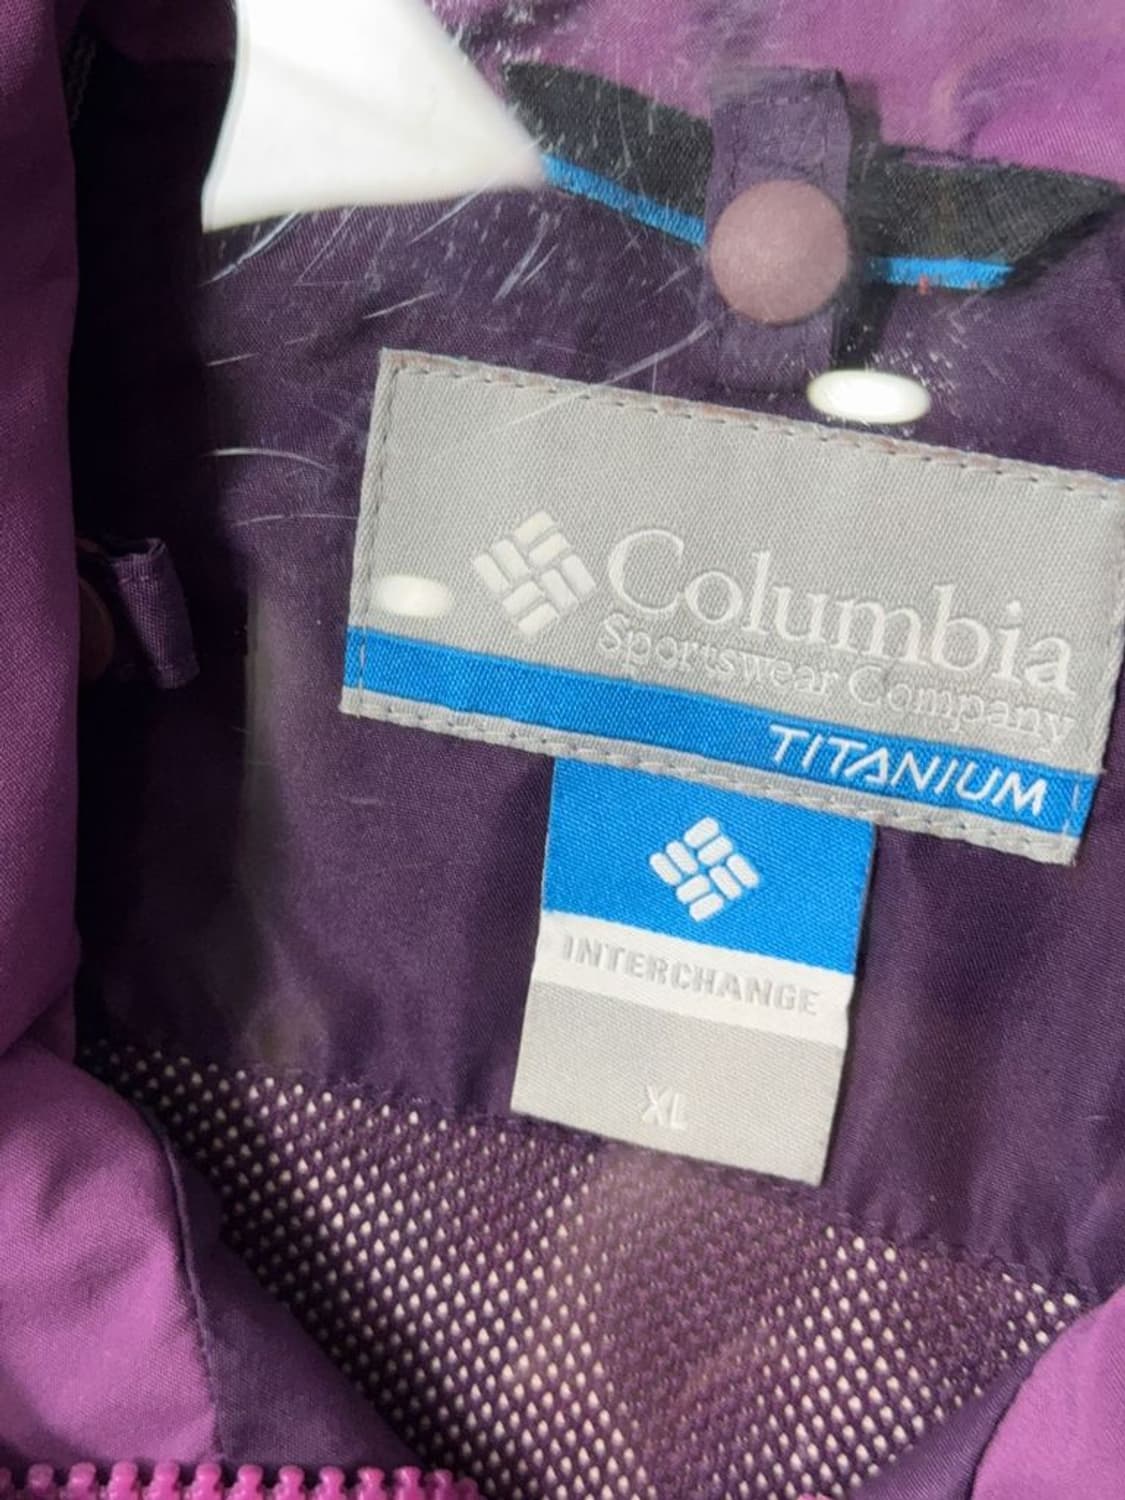 Columbia
Sportswear Company
TITANIUM
INTERCHANGE
XL